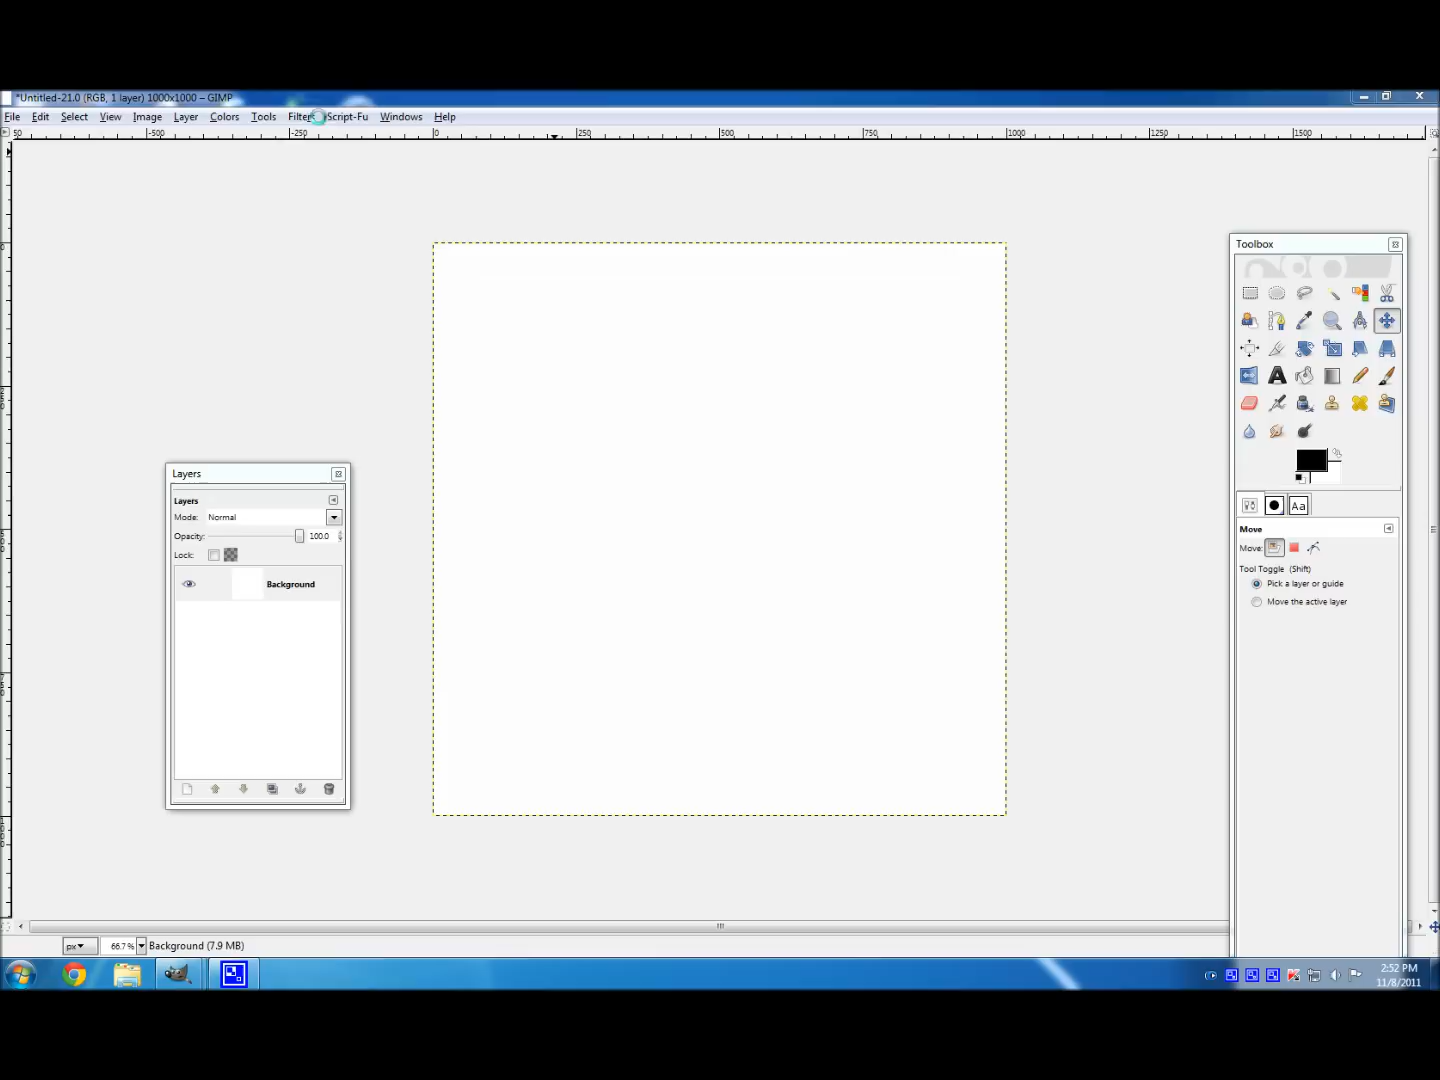 *Untitled-21.0 (RGB, 1 layer) 1000x1000 – GIMP
File Edit Select View Image Layer Colors Tools Filter Script-Fu Windows Help
50 -500 -250 0 250 500 750 1000 1250 1500
Toolbox
Layers
Layers
Mode: Normal
Opacity: 100.0
Lock:
Background
Aa
Move
Move:
Tool Toggle (Shift)
Pick a layer or guide
Move the active layer
px 66.7% Background (7.9 MB)
2:52 PM
11/8/2011